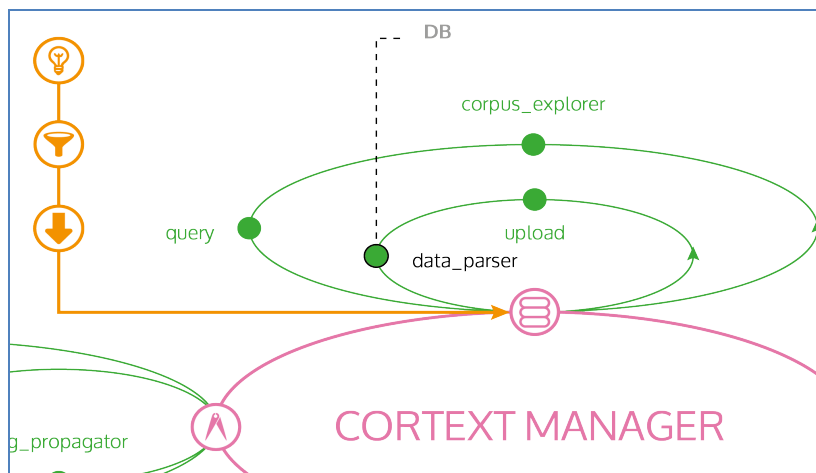 DB
corpus_explorer
query
upload
data_parser
CORTEXT MANAGER
g_propagator